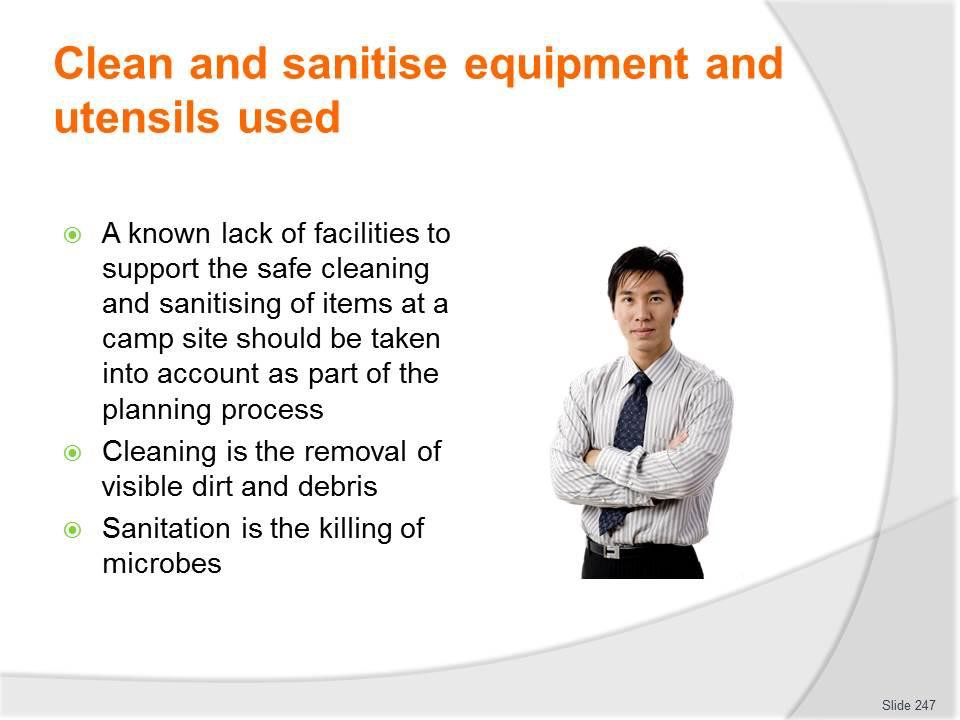 Clean and sanitise equipment and
utensils used
A known lack of facilities to
support the safe cleaning
and sanitising of items at a
camp site should be taken
into account as part of the
planning process
Cleaning is the removal of
visible dirt and debris
Sanitation is the killing of
microbes
Slide 247